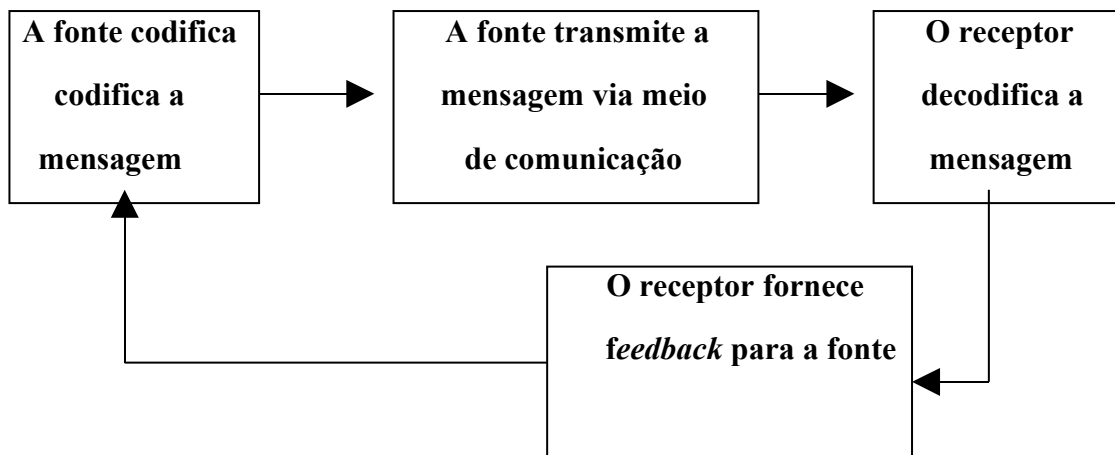 A fonte codifica
codifica a
mensagem
A fonte transmite a
mensagem via meio
de comunicação
O receptor
decodifica a
mensagem
O receptor fornece
feedback para a fonte